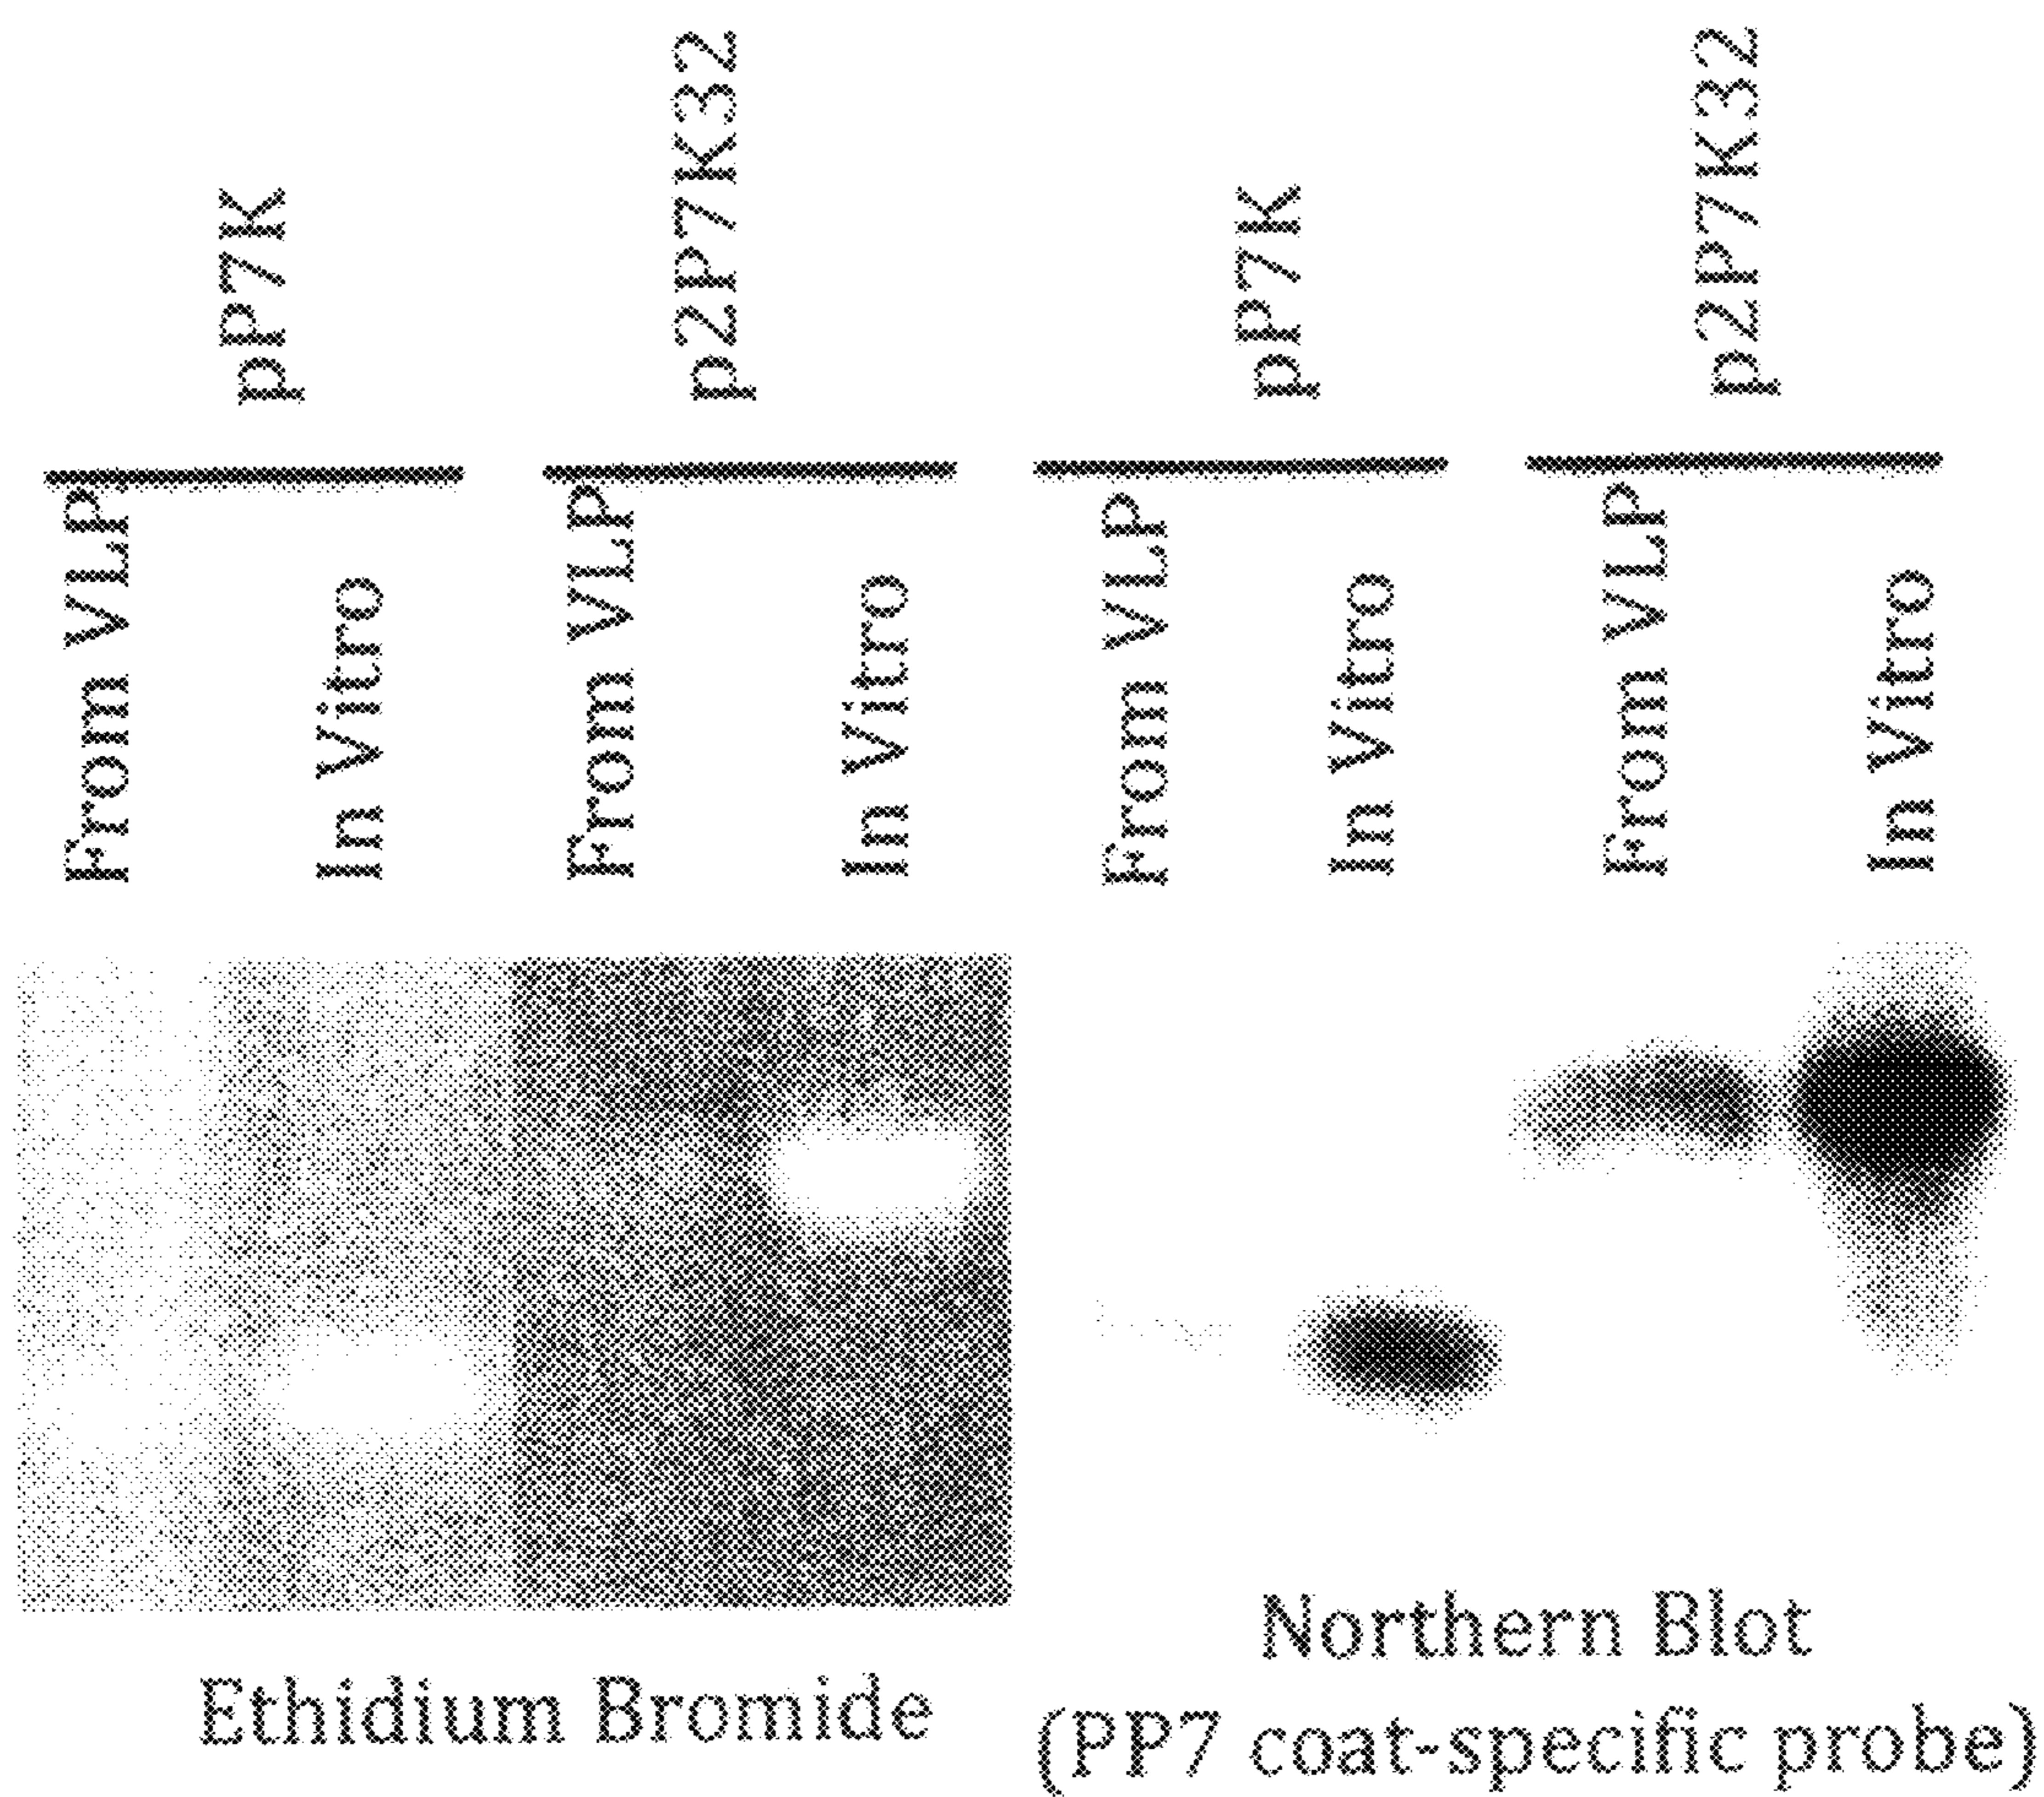 pP7K
p2P7K32
pP7K
p2P7K32
From VLP
In Vitro
From VLP
In Vitro
From VLP
In Vitro
From VLP
In Vitro
Ethidium Bromide
Northern Blot
(PP7 coat-specific probe)